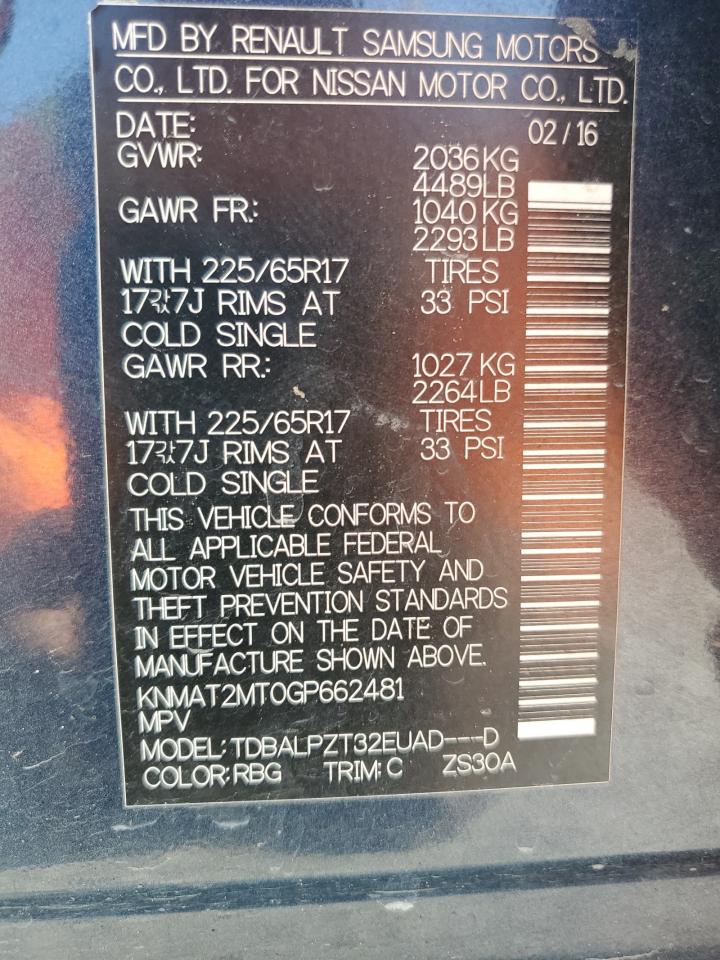 MFD BY RENAULT SAMSUNG MOTORS
CO., LTD. FOR NISSAN MOTOR CO., LTD.
DATE: 02/16
GVWR: 2036KG
4489LB
GAWR FR.: 1040KG
2293LB
WITH 225/65R17 TIRES
17갃7J RIMS AT 33 PSI
COLD SINGLE
GAWR RR.: 1027KG
2264LB
WITH 225/65R17 TIRES
17갃7J RIMS AT 33 PSI
COLD SINGLE
THIS VEHICLE CONFORMS TO
ALL APPLICABLE FEDERAL
MOTOR VEHICLE SAFETY AND
THEFT PREVENTION STANDARDS
IN EFFECT ON THE DATE OF
MANUFACTURE SHOWN ABOVE.
KNMAT2MT0GP662481
MPV
MODEL: TDBALPZT32EUAD---D
COLOR: RBG TRIM: C ZS30A